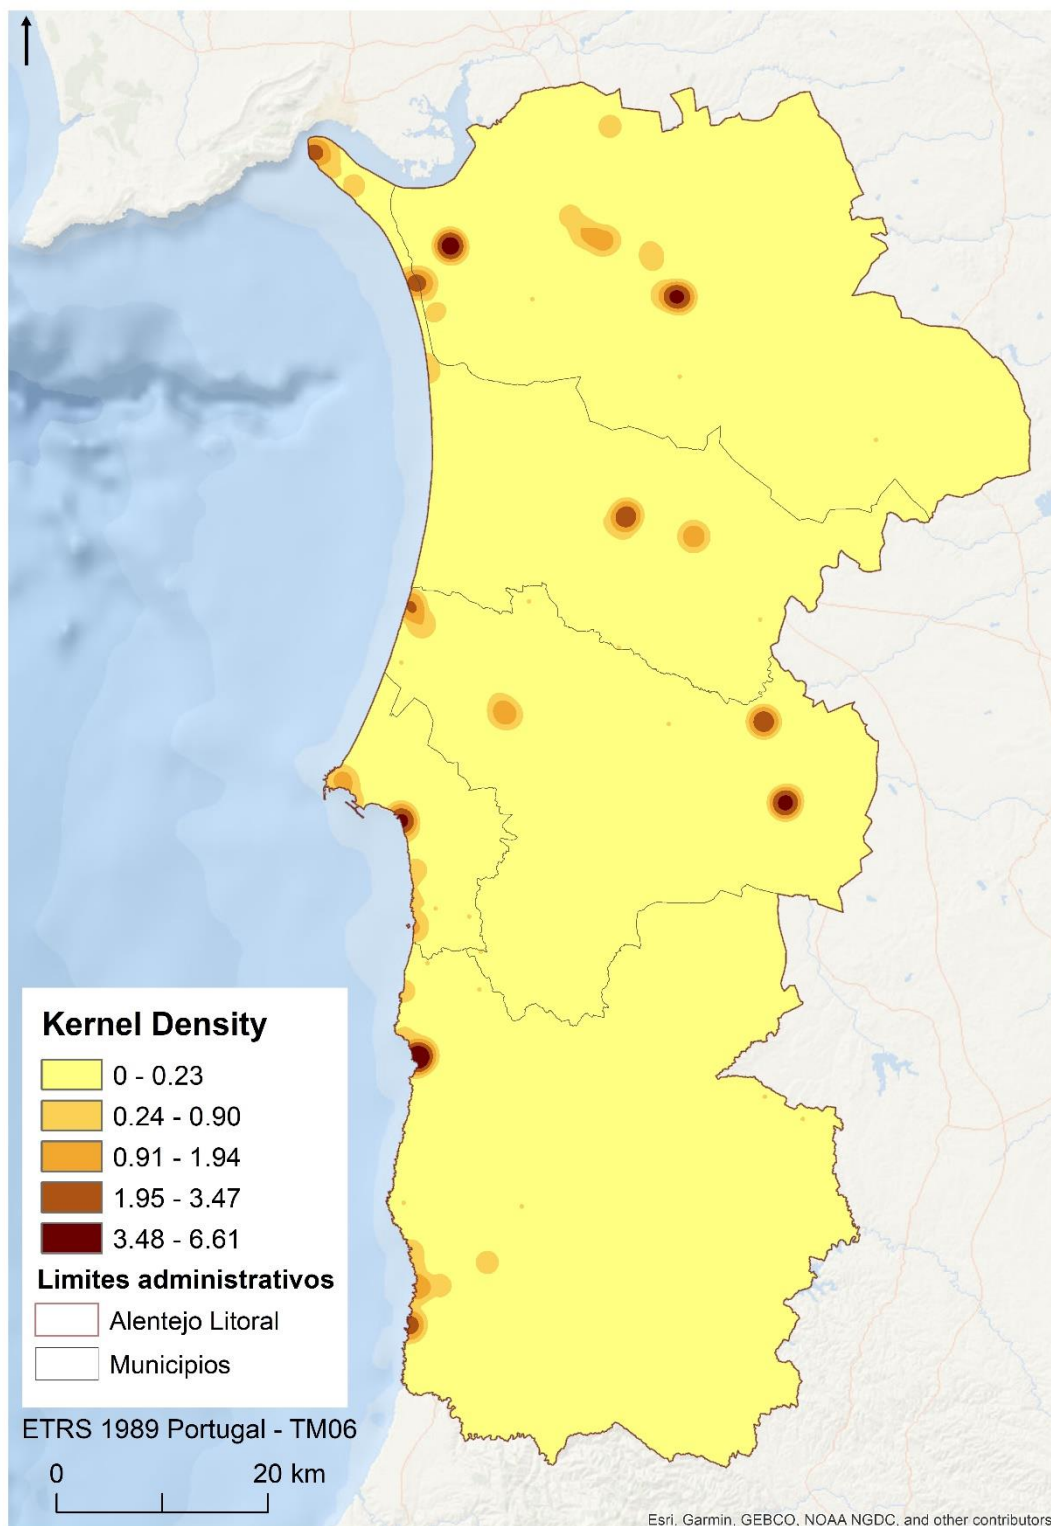 Kernel Density
0 - 0.23
0.24 - 0.90
0.91 - 1.94
1.95 - 3.47
3.48 - 6.61
Limites administrativos
Alentejo Litoral
Municipios
ETRS 1989 Portugal - TM06
0 20 km
Esri, Garmin, GEBCO, NOAA NGDC, and other contributors